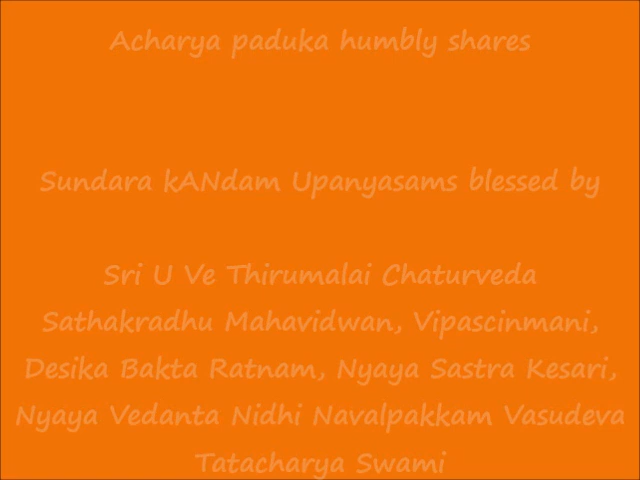 Acharya paduka humbly shares
Sundara kANdam Upanyasams blessed by
Sri U Ve Thirumalai Chaturveda
Sathakradhu Mahavidwan, Vipascinmani,
Desika Bakta Ratnam, Nyaya Sastra Kesari,
Nyaya Vedanta Nidhi Navalpakkam Vasudeva
Tatacharya Swami